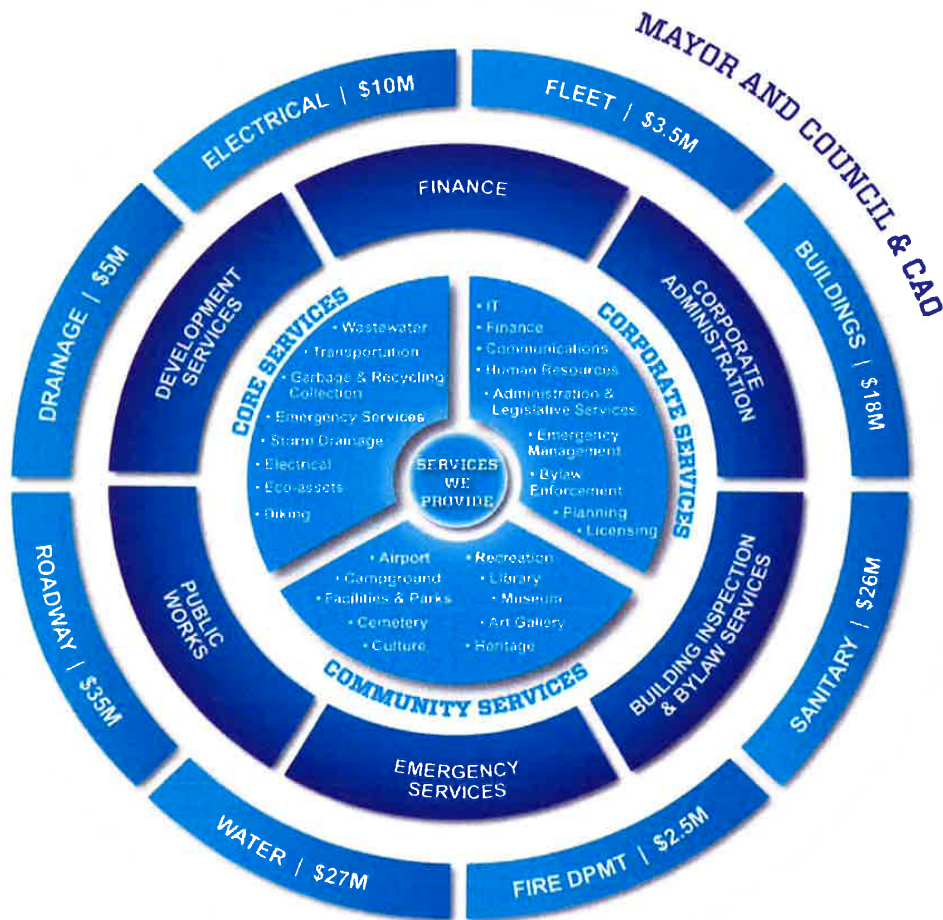 MAYOR AND COUNCIL & CAO
ELECTRICAL | $10M
FLEET | $3.5M
BUILDINGS | $18M
SANITARY | $26M
FIRE DPMT | $2.5M
WATER | $27M
ROADWAY | $35M
DRAINAGE | $5M
FINANCE
CORPORATE
ADMINISTRATION
BUILDING INSPECTION
& BYLAW SERVICES
EMERGENCY
SERVICES
PUBLIC
WORKS
DEVELOPMENT
SERVICES
CORE SERVICES
• Wastewater
• Transportation
• Garbage & Recycling
Collection
• Emergency Services
• Storm Drainage
• Electrical
• Eco-assets
• Diking
CORPORATE SERVICES
• IT
• Finance
• Communications
• Human Resources
• Administration &
Legislative Services
• Emergency
Management
• Bylaw
Enforcement
• Planning
• Licensing
SERVICES
WE
PROVIDE
• Airport
• Campground
• Facilities & Parks
• Cemetery
• Culture
• Recreation
• Library
• Museum
• Art Gallery
• Heritage
COMMUNITY SERVICES